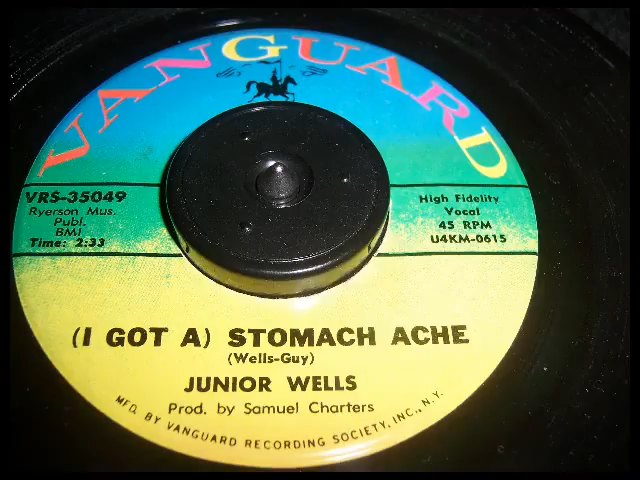 VANGUARD
VRS-35049
Ryerson Mus.
Publ.
BMI
Time: 2:33
High Fidelity
Vocal
45 RPM
U4KM-0615
(I GOT A) STOMACH ACHE
(Wells-Guy)
JUNIOR WELLS
Prod. by Samuel Charters
MFD. BY VANGUARD RECORDING SOCIETY, INC., N.Y.